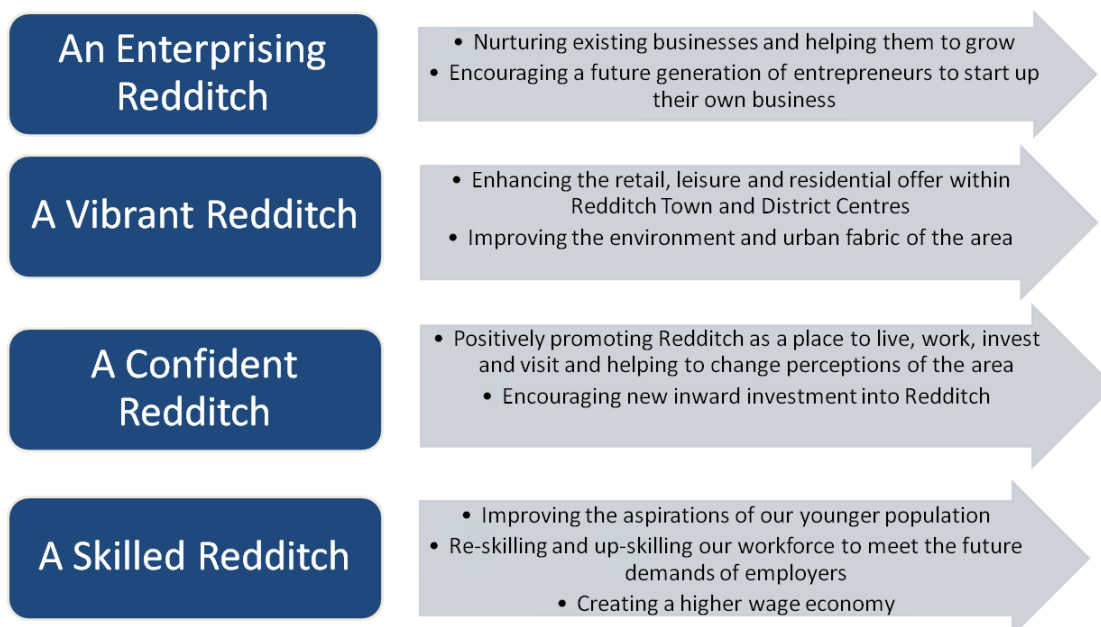 An Enterprising
Redditch
• Nurturing existing businesses and helping them to grow
• Encouraging a future generation of entrepreneurs to start up
their own business
A Vibrant Redditch
• Enhancing the retail, leisure and residential offer within
Redditch Town and District Centres
• Improving the environment and urban fabric of the area
A Confident
Redditch
• Positively promoting Redditch as a place to live, work, invest
and visit and helping to change perceptions of the area
• Encouraging new inward investment into Redditch
A Skilled Redditch
• Improving the aspirations of our younger population
• Re-skilling and up-skilling our workforce to meet the future
demands of employers
• Creating a higher wage economy